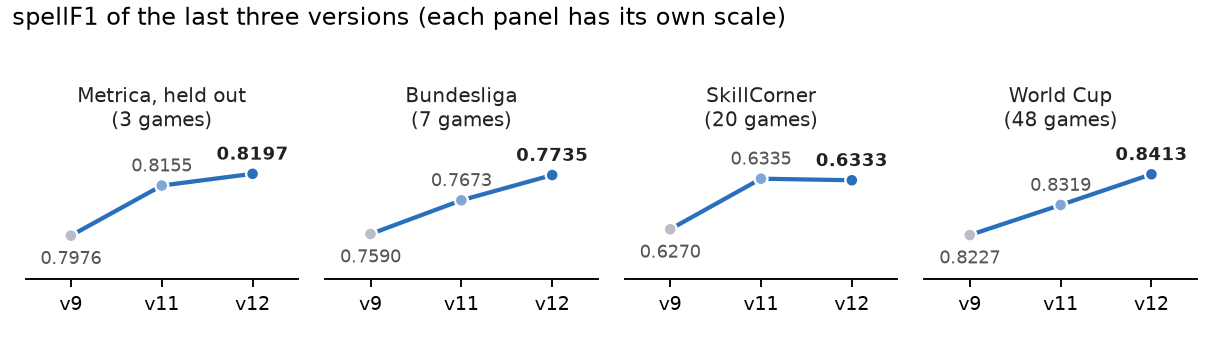 spellF1 of the last three versions (each panel has its own scale)
Metrica, held out
(3 games)
0.7976
0.8155
0.8197
v9
v11
v12
Bundesliga
(7 games)
0.7590
0.7673
0.7735
v9
v11
v12
SkillCorner
(20 games)
0.6270
0.6335
0.6333
v9
v11
v12
World Cup
(48 games)
0.8227
0.8319
0.8413
v9
v11
v12